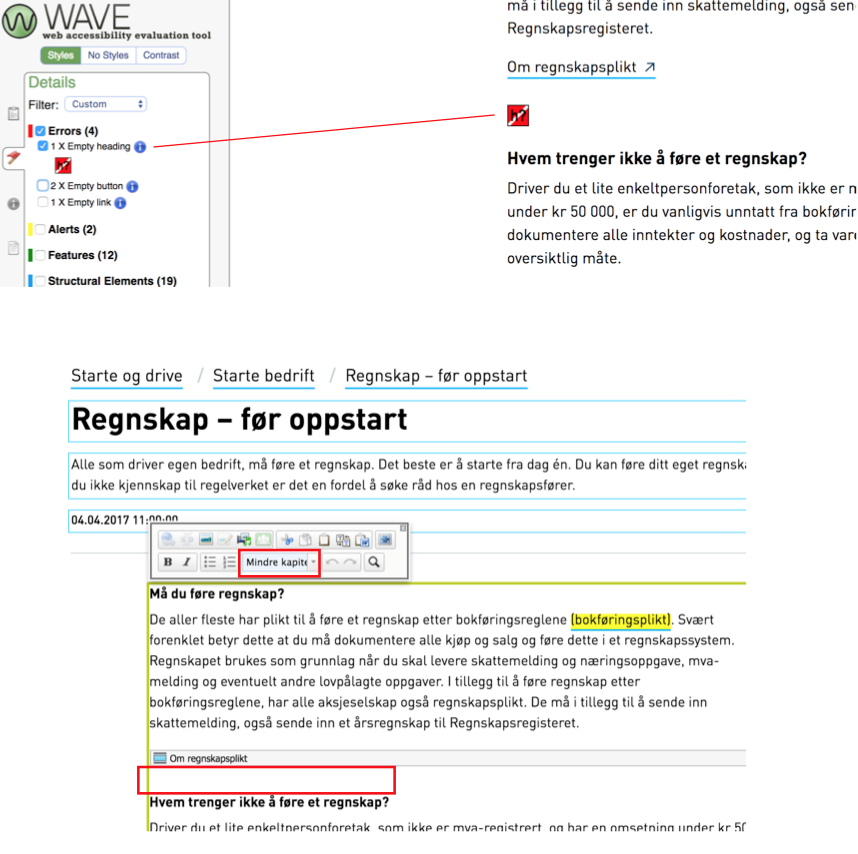 WAVE
web accessibility evaluation tool
Styles No Styles Contrast
Details
Filter: Custom
Errors (4)
1 X Empty heading
h?
2 X Empty button
1 X Empty link
Alerts (2)
Features (12)
Structural Elements (19)
må i tillegg til å sende inn skattemelding, også sen
Regnskapsregisteret.
Om regnskapsplikt
h?
Hvem trenger ikke å føre et regnskap?
Driver du et lite enkeltpersonforetak, som ikke er
under kr 50 000, er du vanligvis unntatt fra
dokumentere alle inntekter og kostnader, og ta
oversiktlig måte.
Starte og drive / Starte bedrift / Regnskap – før oppstart
Regnskap – før oppstart
Alle som driver egen bedrift, må føre et regnskap. Det beste er å starte fra dag én. Du kan føre ditt eget
du ikke kjennskap til regelverket er det en fordel å søke råd hos en regnskapsfører.
04.04.2017 11:00:00
B I Mindre kapite
Må du føre regnskap?
De aller fleste har plikt til å føre et regnskap etter bokføringsreglene (bokføringsplikt). Svært
forenklet betyr dette at du må dokumentere alle kjøp og salg og føre dette i et regnskapssystem.
Regnskapet brukes som grunnlag når du skal levere skattemelding og næringsoppgave, mva-
melding og eventuelt andre lovpålagte oppgaver. I tillegg til å føre regnskap etter
bokføringsreglene, har alle aksjeselskap også regnskapsplikt. De må i tillegg til å sende inn
skattemelding, også sende inn et årsregnskap til Regnskapsregisteret.
Om regnskapsplikt
Hvem trenger ikke å føre et regnskap?
Driver du et lite enkeltpersonforetak, som ikke er mva-registrert, og har en omsetning under kr 50